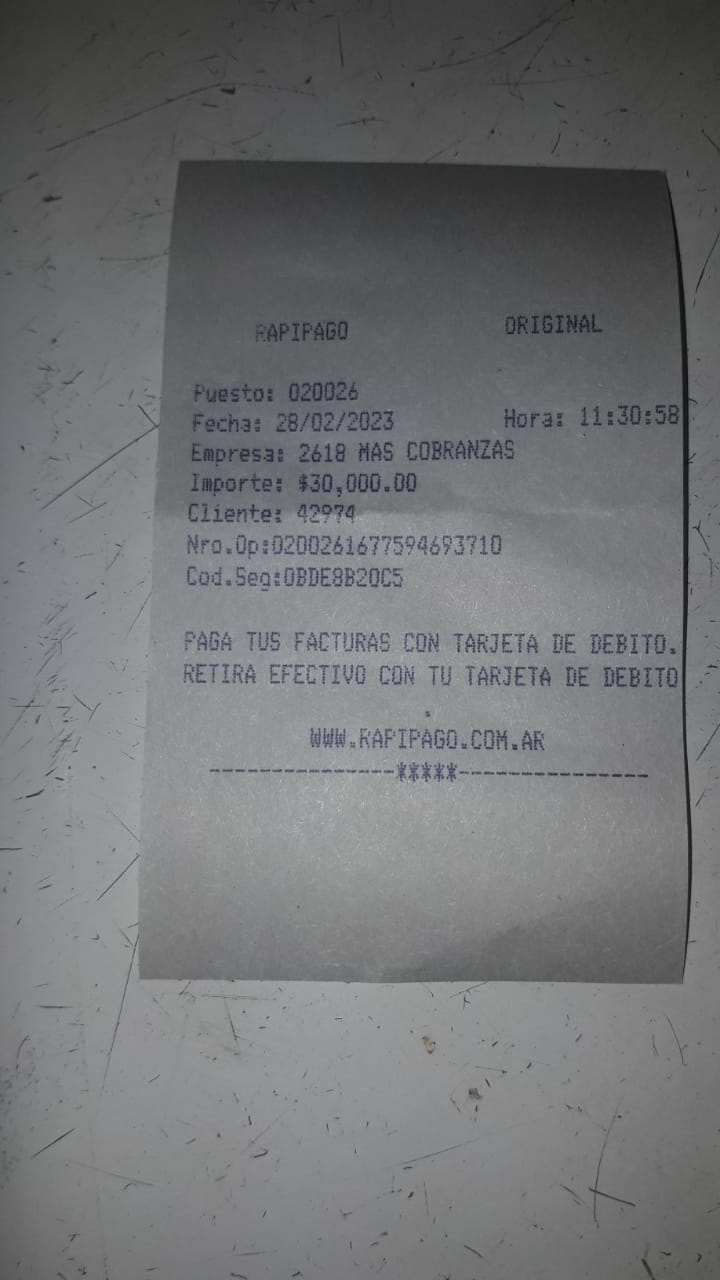 RAPIPAGO ORIGINAL
Puesto: 020026
Fecha: 28/02/2023 Hora: 11:30:58
Empresa: 2618 MAS COBRANZAS
Importe: $30,000.00
Cliente: 42974
Nro.Op:0200261677594693710
Cod.Seg:0BDE8B20C5
PAGA TUS FACTURAS CON TARJETA DE DEBITO.
RETIRA EFECTIVO CON TU TARJETA DE DEBITO
.
WWW.RAPIPAGO.COM.AR
---------------*****---------------